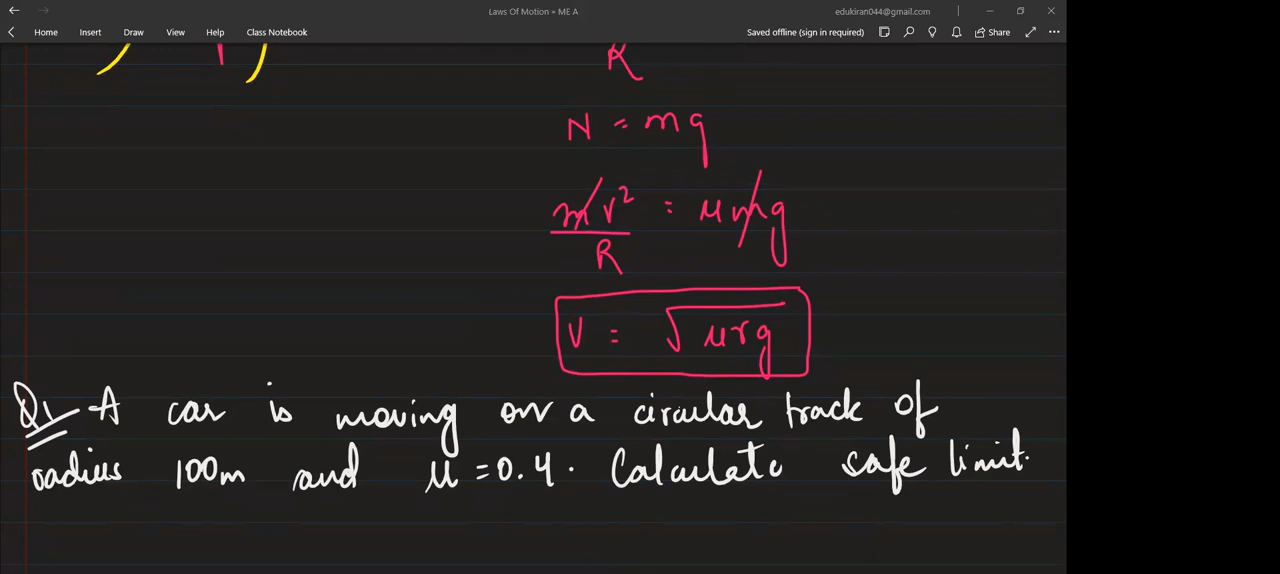 Laws Of Motion » ME A
edukiran044@gmail.com
Home Insert Draw View Help Class Notebook
Saved offline (sign in required)
Share
R
N = mg
mv² = μmg
R
V = √μrg
Q1 A car is moving on a circular track of
radius 100m and μ = 0.4. Calculate safe limit.